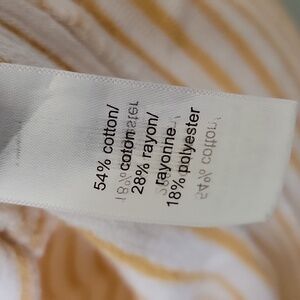 54% cotton/
coton
28% rayon/
rayonne
18% polyester